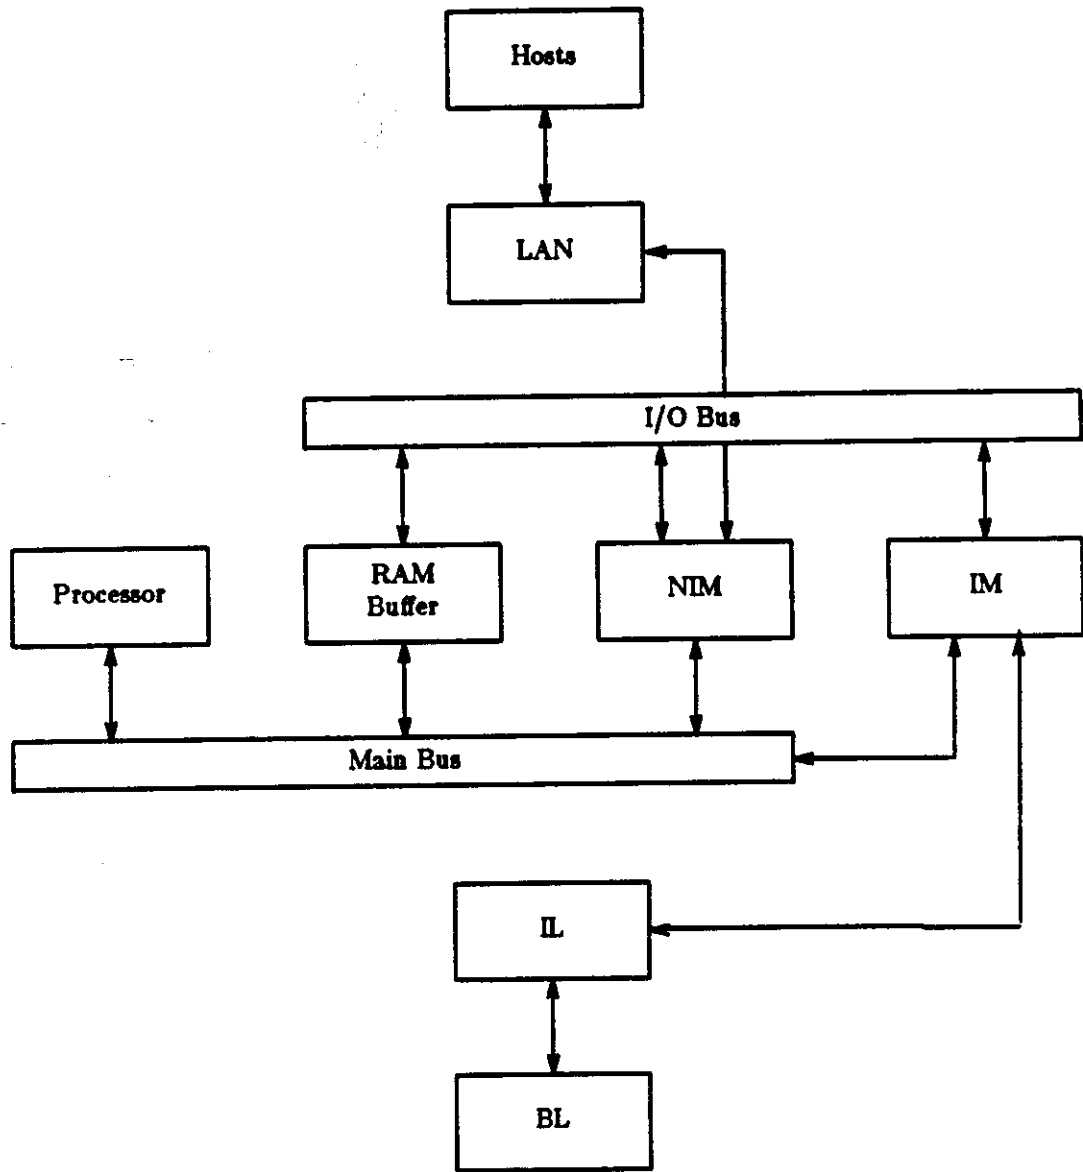 Hosts
LAN
I/O Bus
Processor
RAM
Buffer
NIM
IM
Main Bus
IL
BL